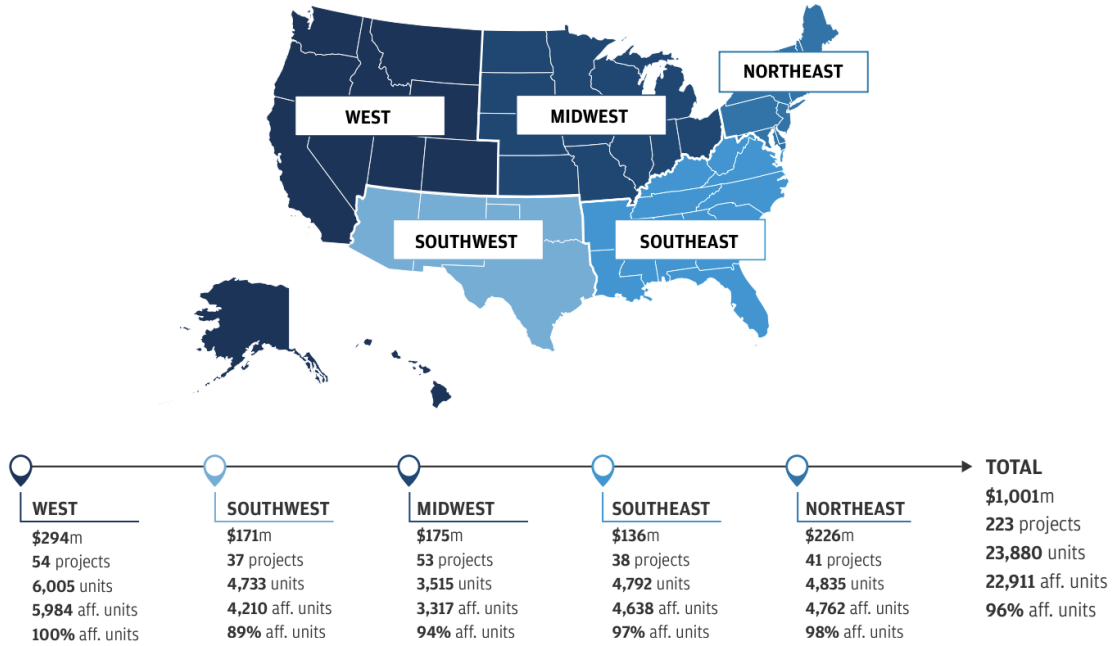 NORTHEAST
WEST
MIDWEST
SOUTHWEST
SOUTHEAST
WEST
$294m
54 projects
6,005 units
5,984 aff. units
100% aff. units
SOUTHWEST
$171m
37 projects
4,733 units
4,210 aff. units
89% aff. units
MIDWEST
$175m
53 projects
3,515 units
3,317 aff. units
94% aff. units
SOUTHEAST
$136m
38 projects
4,792 units
4,638 aff. units
97% aff. units
NORTHEAST
$226m
41 projects
4,835 units
4,762 aff. units
98% aff. units
TOTAL
$1,001m
223 projects
23,880 units
22,911 aff. units
96% aff. units